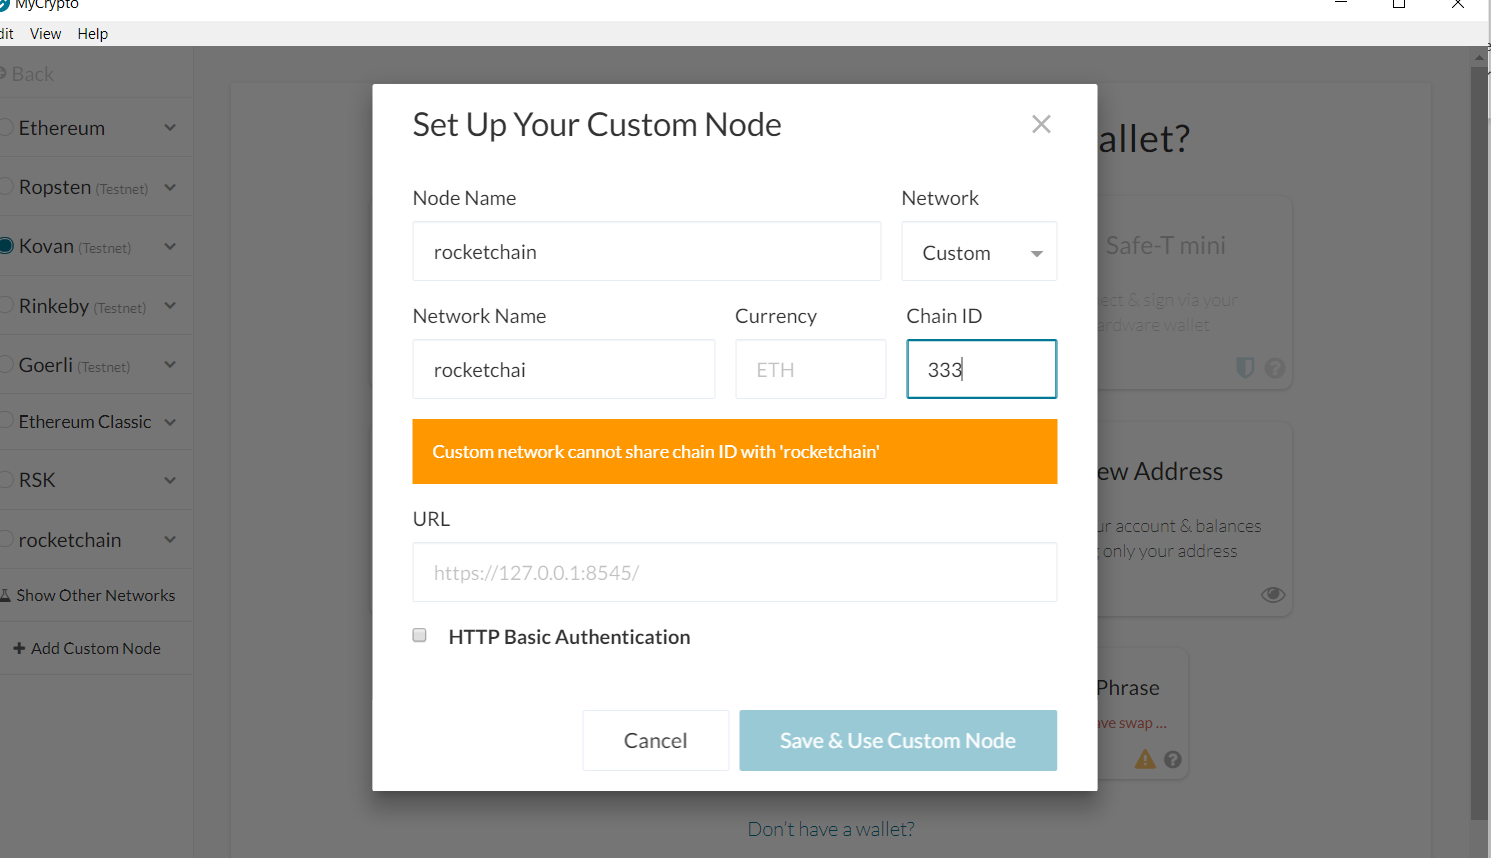 MyCrypto
dit View Help
Back
Ethereum
Ropsten (Testnet)
Kovan (Testnet)
Rinkeby (Testnet)
Goerli (Testnet)
Ethereum Classic
RSK
rocketchain
Show Other Networks
+ Add Custom Node
Set Up Your Custom Node
Node Name Network
rocketchain Custom
Network Name Currency Chain ID
rocketchai ETH 333
Custom network cannot share chain ID with 'rocketchain'
URL
https://127.0.0.1:8545/
HTTP Basic Authentication
Cancel Save & Use Custom Node
allet?
Safe-T mini
ect & sign via your
ardware wallet
ew Address
ur account & balances
only your address
Phrase
ave swap ...
Don't have a wallet?